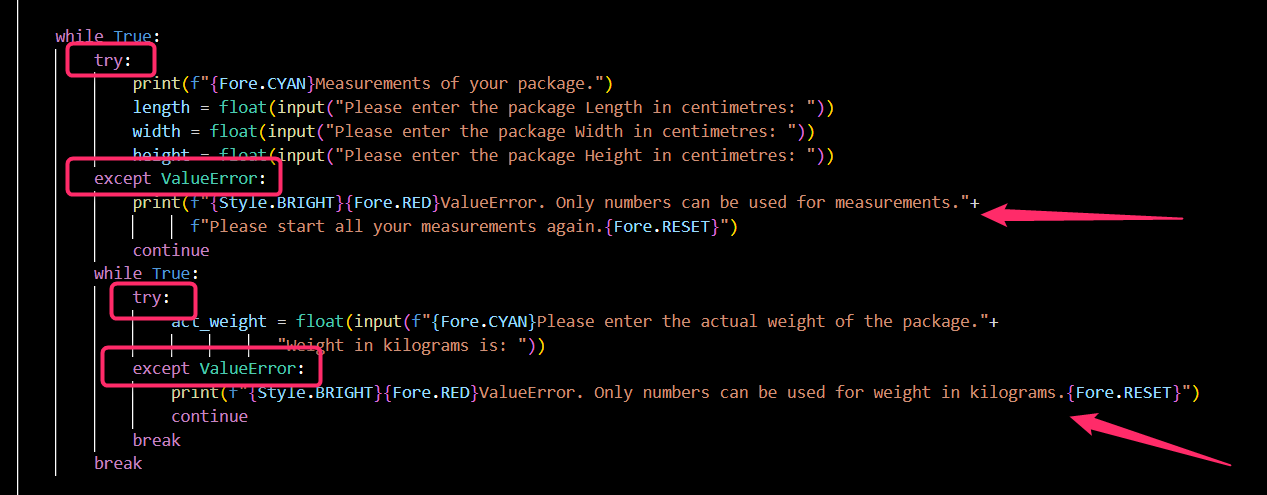 while True:
try:
print(f"{Fore.CYAN}Measurements of your package.")
length = float(input("Please enter the package Length in centimetres: "))
width = float(input("Please enter the package Width in centimetres: "))
height = float(input("Please enter the package Height in centimetres: "))
except ValueError:
print(f"{Style.BRIGHT}{Fore.RED}ValueError. Only numbers can be used for measurements."+
f"Please start all your measurements again.{Fore.RESET}")
continue
while True:
try:
act_weight = float(input(f"{Fore.CYAN}Please enter the actual weight of the package."+
"Weight in kilograms is: "))
except ValueError:
print(f"{Style.BRIGHT}{Fore.RED}ValueError. Only numbers can be used for weight in kilograms.{Fore.RESET}")
continue
break
break